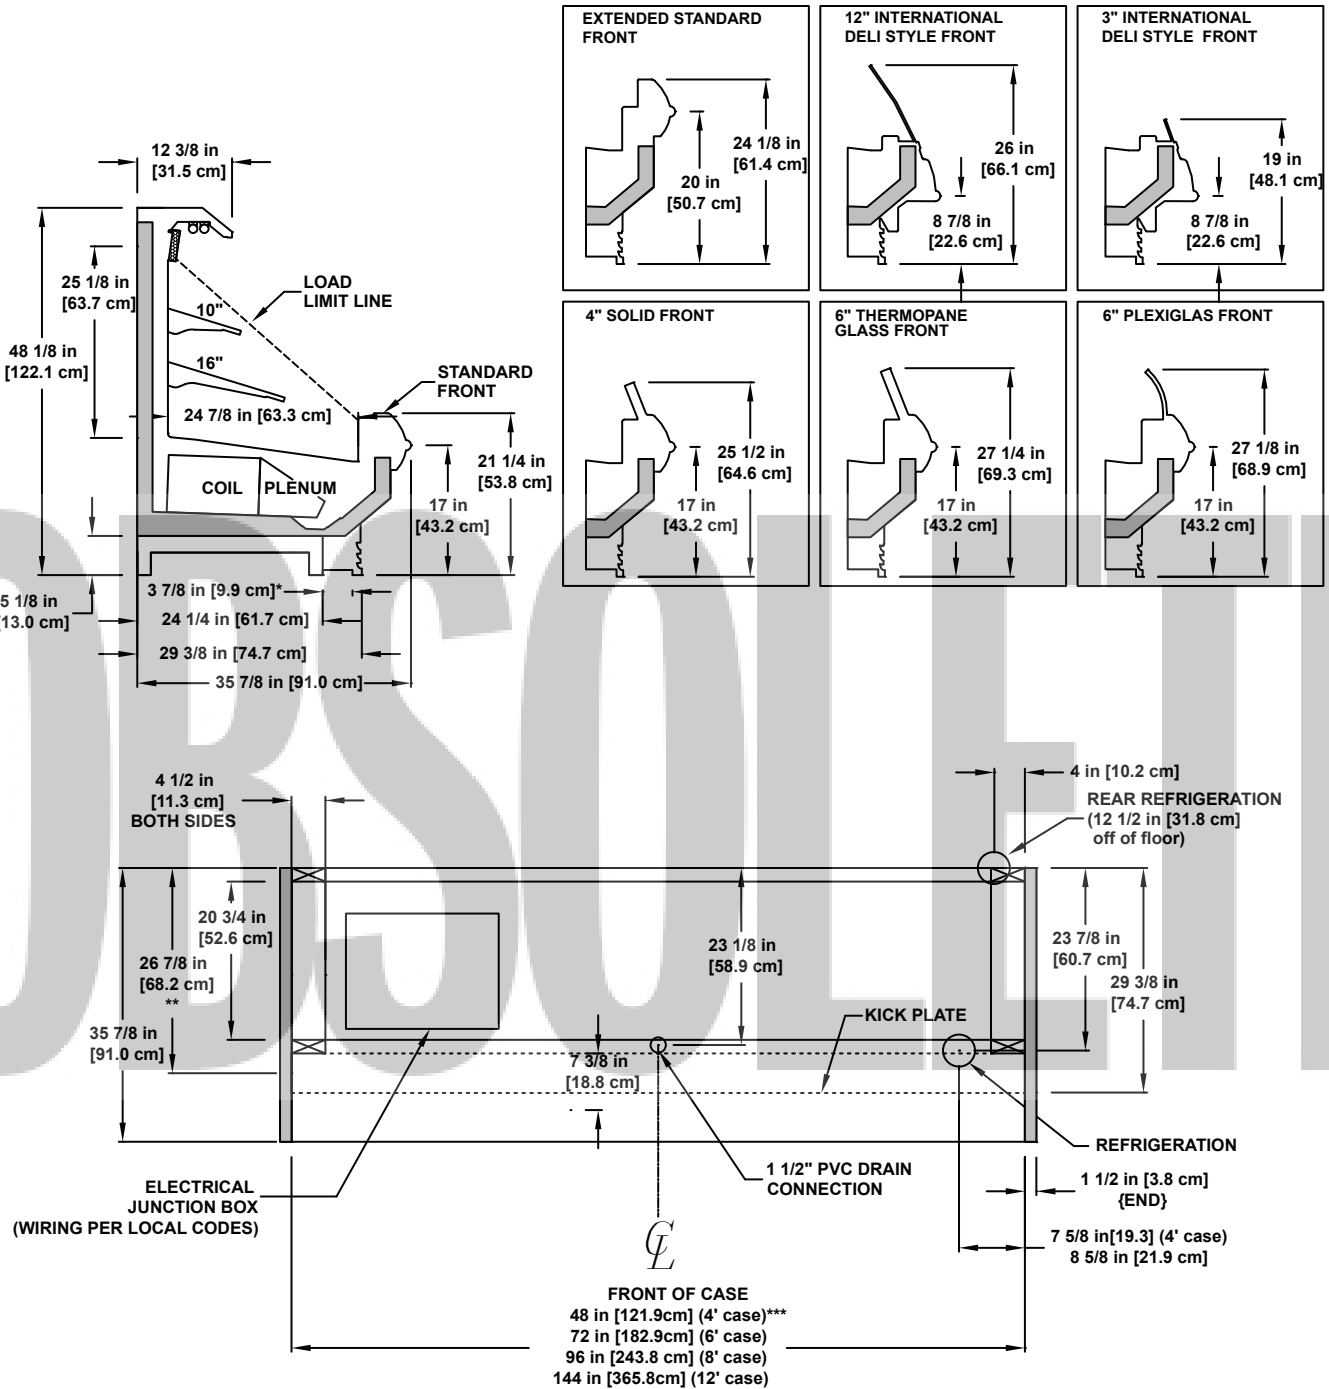 EXTENDED STANDARD
FRONT
24 1/8 in
[61.4 cm]
20 in
[50.7 cm]
12" INTERNATIONAL
DELI STYLE FRONT
26 in
[66.1 cm]
8 7/8 in
[22.6 cm]
3" INTERNATIONAL
DELI STYLE FRONT
19 in
[48.1 cm]
8 7/8 in
[22.6 cm]
4" SOLID FRONT
25 1/2 in
[64.6 cm]
17 in
[43.2 cm]
6" THERMOPANE
GLASS FRONT
27 1/4 in
[69.3 cm]
17 in
[43.2 cm]
6" PLEXIGLAS FRONT
27 1/8 in
[68.9 cm]
17 in
[43.2 cm]
12 3/8 in
[31.5 cm]
25 1/8 in
[63.7 cm]
LOAD
LIMIT LINE
10"
48 1/8 in
[122.1 cm]
16"
STANDARD
FRONT
24 7/8 in [63.3 cm]
21 1/4 in
[53.8 cm]
COIL
PLENUM
17 in
[43.2 cm]
3 7/8 in [9.9 cm]*
5 1/8 in
[13.0 cm]
24 1/4 in [61.7 cm]
29 3/8 in [74.7 cm]
35 7/8 in [91.0 cm]
OBSOLETE
4 1/2 in
[11.3 cm]
BOTH SIDES
4 in [10.2 cm]
REAR REFRIGERATION
(12 1/2 in [31.8 cm]
off of floor)
20 3/4 in
[52.6 cm]
26 7/8 in
[68.2 cm]
**
35 7/8 in
[91.0 cm]
23 1/8 in
[58.9 cm]
23 7/8 in
[60.7 cm]
29 3/8 in
[74.7 cm]
KICK PLATE
7 3/8 in
[18.8 cm]
REFRIGERATION
1 1/2" PVC DRAIN
CONNECTION
1 1/2 in [3.8 cm]
{END}
ELECTRICAL
JUNCTION BOX
(WIRING PER LOCAL CODES)
CL
7 5/8 in[19.3] (4' case)
8 5/8 in [21.9 cm]
FRONT OF CASE
48 in [121.9cm] (4' case)***
72 in [182.9cm] (6' case)
96 in [243.8 cm] (8' case)
144 in [365.8cm] (12' case)